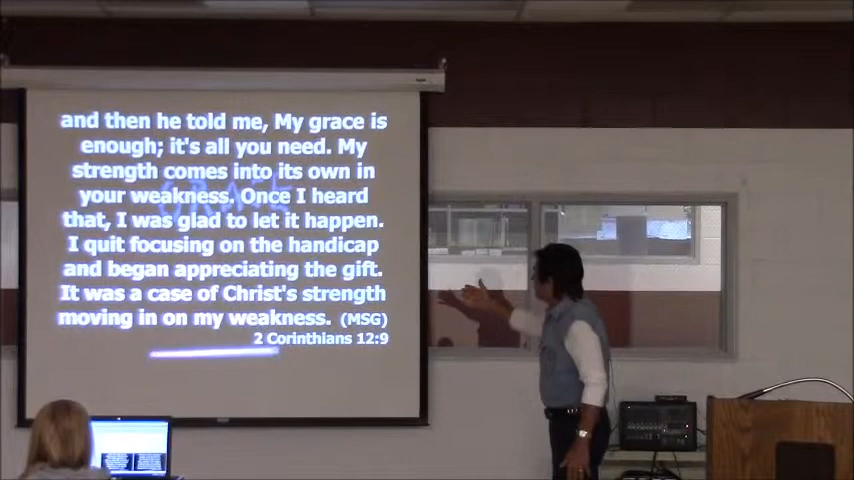 and then he told me, My grace is
enough; it's all you need. My
strength comes into its own in
your weakness. Once I heard
that, I was glad to let it happen.
I quit focusing on the handicap
and began appreciating the gift.
It was a case of Christ's strength
moving in on my weakness. (MSG)
2 Corinthians 12:9
GRACE